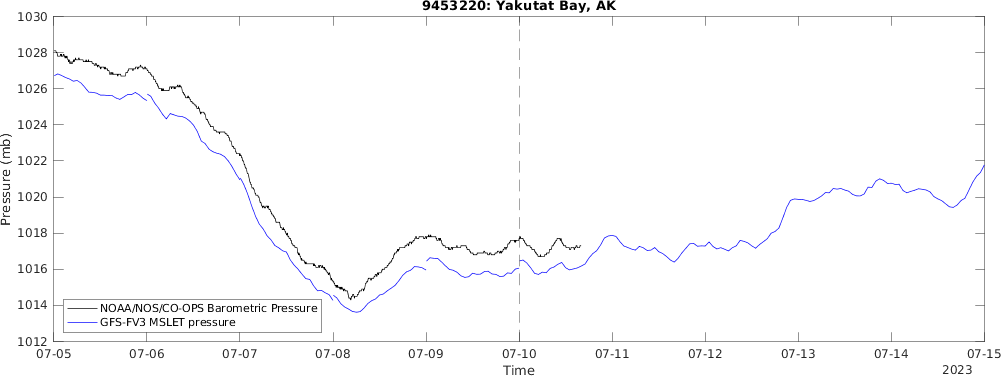 9453220: Yakutat Bay, AK
1030
1028
1026
1024
1022
1020
1018
1016
1014
1012
Pressure (mb)
NOAA/NOS/CO-OPS Barometric Pressure
GFS-FV3 MSLET pressure
07-05 07-06 07-07 07-08 07-09 07-10 07-11 07-12 07-13 07-14 07-15
Time
2023